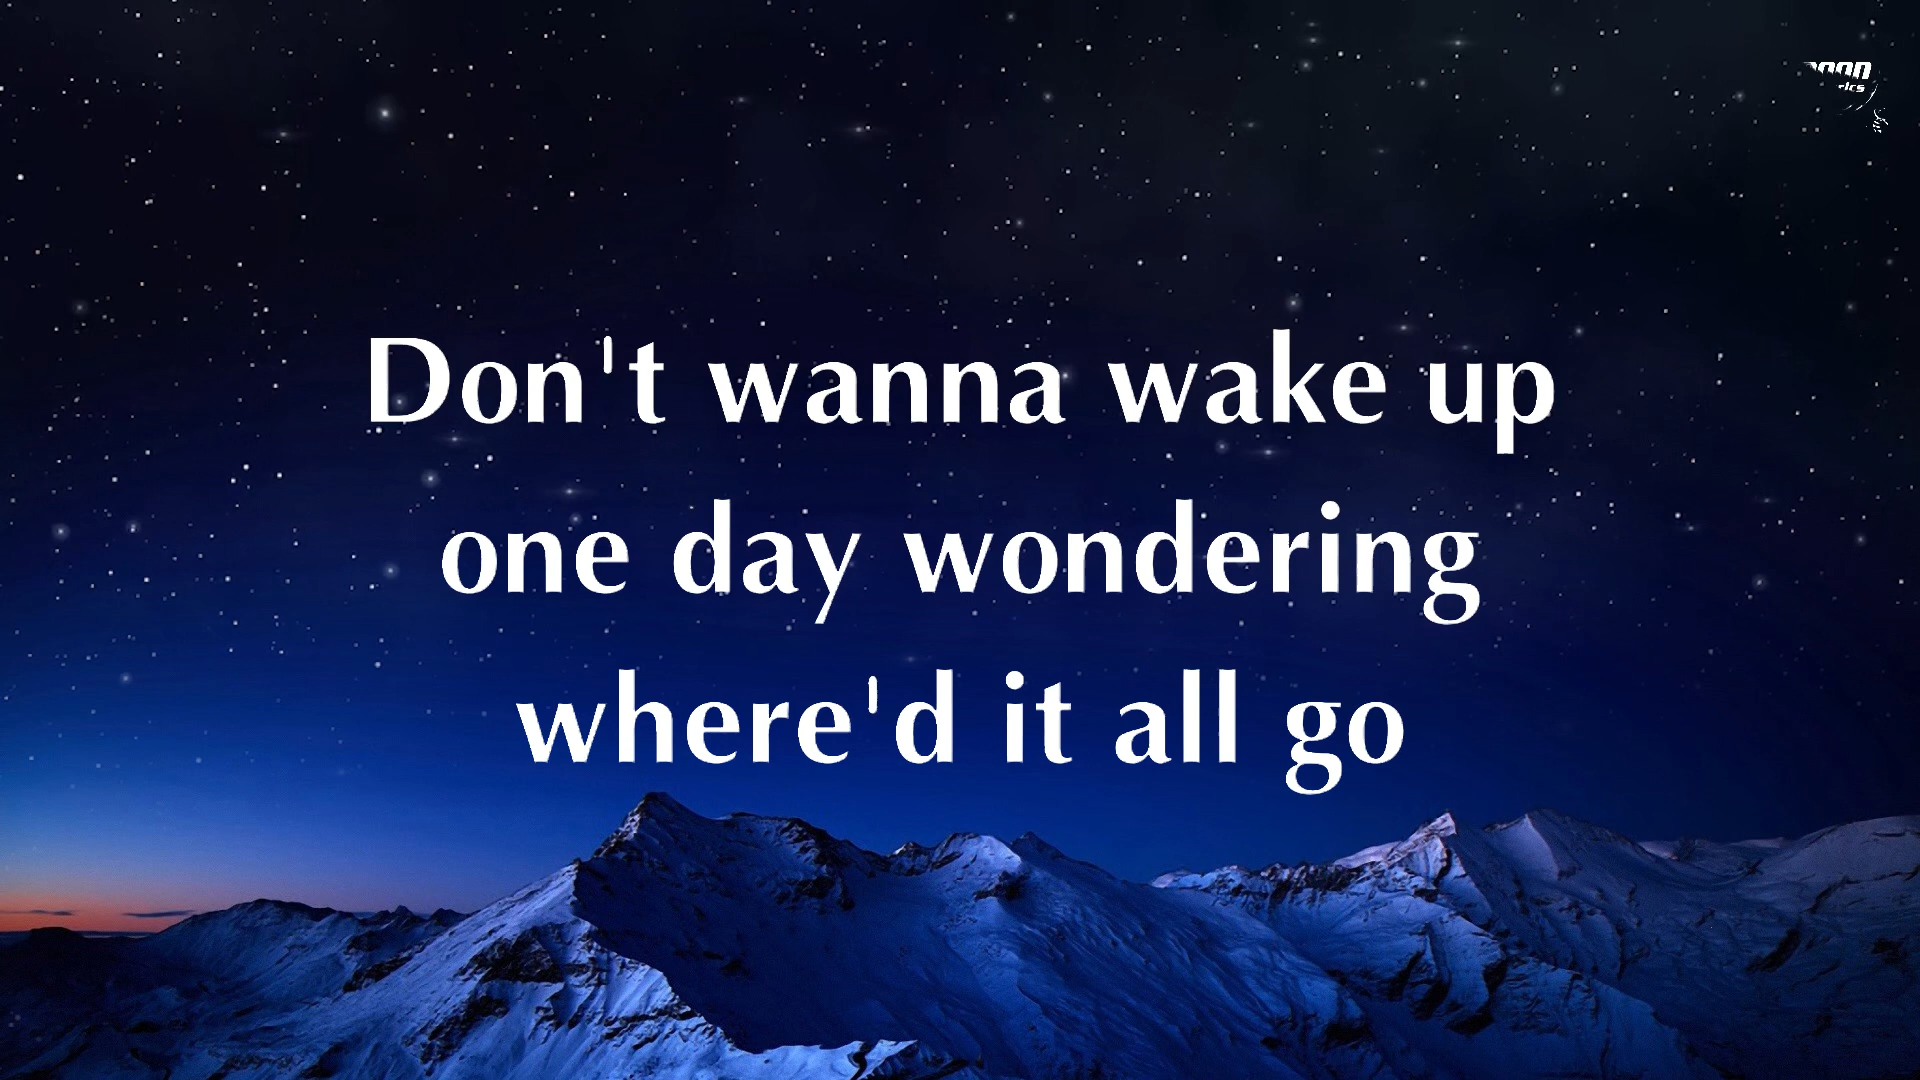 Don't wanna wake up
one day wondering
where'd it all go